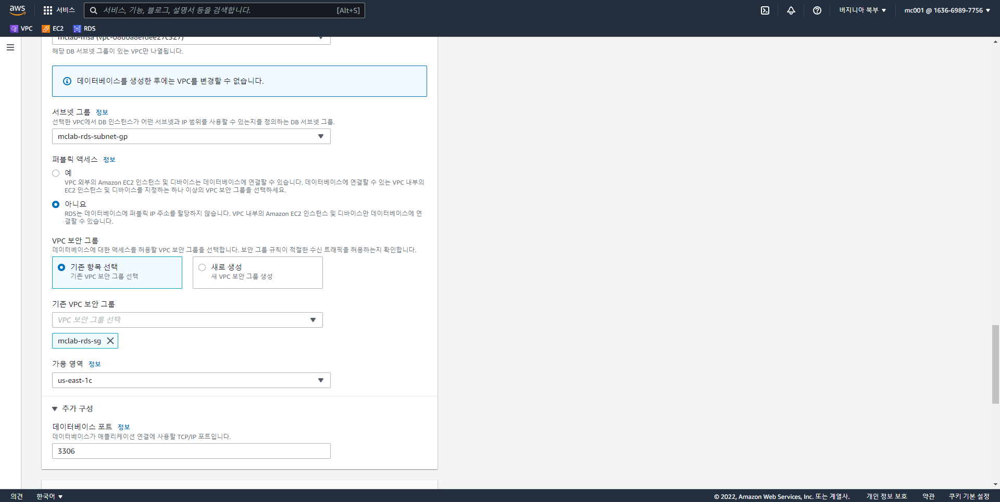 aws
서비스
서비스, 기능, 블로그, 설명서 등을 검색합니다.
[Alt+S]
버지니아 북부
mc001 @ 1636-6989-7756
VPC
EC2
RDS
mclab-msa
해당 DB 서브넷 그룹이 있는 VPC만 나열됩니다.
데이터베이스를 생성한 후에는 VPC를 변경할 수 없습니다.
서브넷 그룹 정보
선택한 VPC에서 DB 인스턴스가 어떤 서브넷과 IP 범위를 사용할 수 있는지를 정의하는 DB 서브넷 그룹.
mclab-rds-subnet-gp
퍼블릭 액세스 정보
예
VPC 외부의 Amazon EC2 인스턴스 및 디바이스는 데이터베이스에 연결할 수 있습니다. 데이터베이스에 연결할 수 있는 VPC 내부의
EC2 인스턴스 및 디바이스를 지정하는 하나 이상의 VPC 보안 그룹을 선택하세요.
아니요
RDS는 데이터베이스에 퍼블릭 IP 주소를 할당하지 않습니다. VPC 내부의 Amazon EC2 인스턴스 및 디바이스만 데이터베이스에 연
결할 수 있습니다.
VPC 보안 그룹
데이터베이스에 대한 액세스를 허용할 VPC 보안 그룹을 선택합니다. 보안 그룹 규칙이 적절한 수신 트래픽을 허용하는지 확인합니다.
기존 항목 선택
기존 VPC 보안 그룹 선택
새로 생성
새 VPC 보안 그룹 생성
기존 VPC 보안 그룹
VPC 보안 그룹 선택
mclab-rds-sg
가용 영역 정보
us-east-1c
추가 구성
데이터베이스 포트 정보
데이터베이스가 애플리케이션 연결에 사용할 TCP/IP 포트입니다.
3306
의견
한국어
© 2022, Amazon Web Services, Inc. 또는 계열사.
개인 정보 보호
약관
쿠키 기본 설정